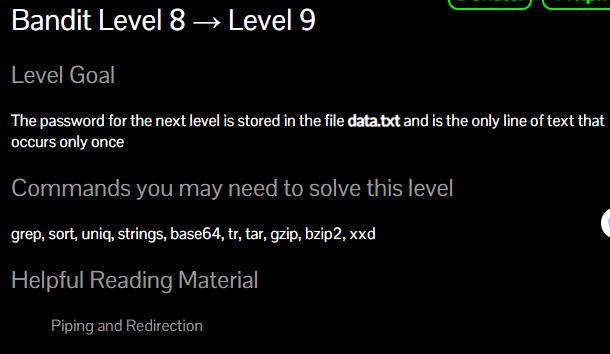 Bandit Level 8 → Level 9
Level Goal
The password for the next level is stored in the file data.txt and is the only line of text that
occurs only once
Commands you may need to solve this level
grep, sort, uniq, strings, base64, tr, tar, gzip, bzip2, xxd
Helpful Reading Material
Piping and Redirection